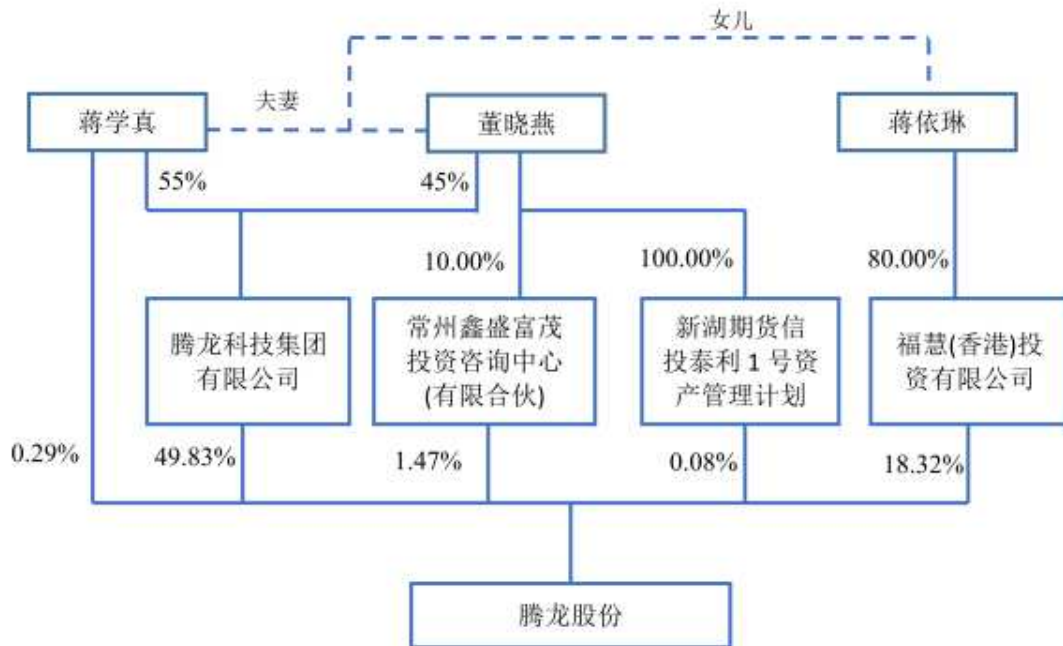 女儿
蒋学真
夫妻
董晓燕
蒋依琳
55%
45%
10.00%
100.00%
80.00%
腾龙科技集团
有限公司
常州鑫盛富茂
投资咨询中心
(有限合伙)
新湖期货信
投泰利1号资
产管理计划
福慧(香港)投
资有限公司
0.29%
49.83%
1.47%
0.08%
18.32%
腾龙股份